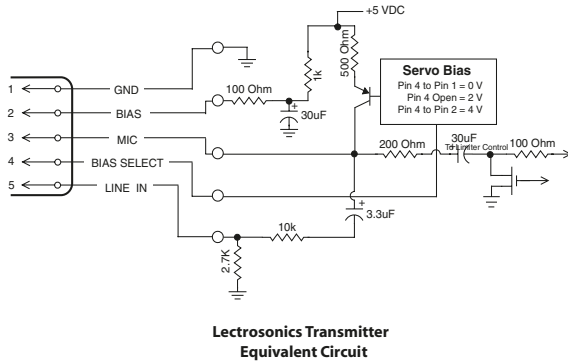 +5 VDC
1k
500 Ohm
Servo Bias
Pin 4 to Pin 1 = 0 V
Pin 4 Open = 2 V
Pin 4 to Pin 2 = 4 V
1
GND
100 Ohm
2
BIAS
+
30uF
3
MIC
200 Ohm
30uF
To Limiter Control
100 Ohm
+
4
BIAS SELECT
+
3.3uF
5
LINE IN
10k
2.7K
Lectrosonics Transmitter
Equivalent Circuit